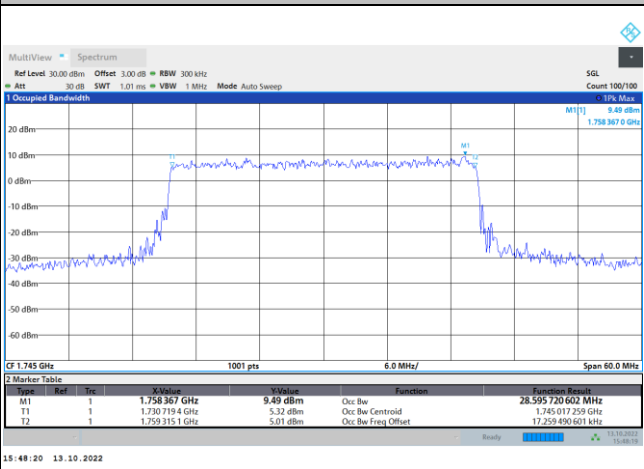 MultiView Spectrum
Ref Level 30.00 dBm Offset 3.00 dB RBW 300 kHz SGL
Att 30 dB SWT 1.01 ms VBW 1 MHz Mode Auto Sweep Count 100/100
1 Occupied Bandwidth 1Pk Max
M1[1] 9.49 dBm
1.758 367 0 GHz
20 dBm
M1
10 dBm
T1 T2
0 dBm
-10 dBm
-20 dBm
-30 dBm
-40 dBm
-50 dBm
-60 dBm
CF 1.745 GHz 1001 pts 6.0 MHz/ Span 60.0 MHz
2 Marker Table
Type Ref Trc X-Value Y-Value Function Function Result
M1 1 1.758 367 GHz 9.49 dBm Occ Bw 28.595 720 602 MHz
T1 1 1.730 719 4 GHz 5.32 dBm Occ Bw Centroid 1.745 017 259 GHz
T2 1 1.759 315 1 GHz 5.01 dBm Occ Bw Freq Offset 17.259 490 601 kHz
Ready 13.10.2022
15:48:19
15:48:20 13.10.2022